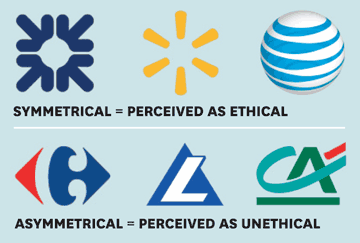 SYMMETRICAL = PERCEIVED AS ETHICAL
ASYMMETRICAL = PERCEIVED AS UNETHICAL